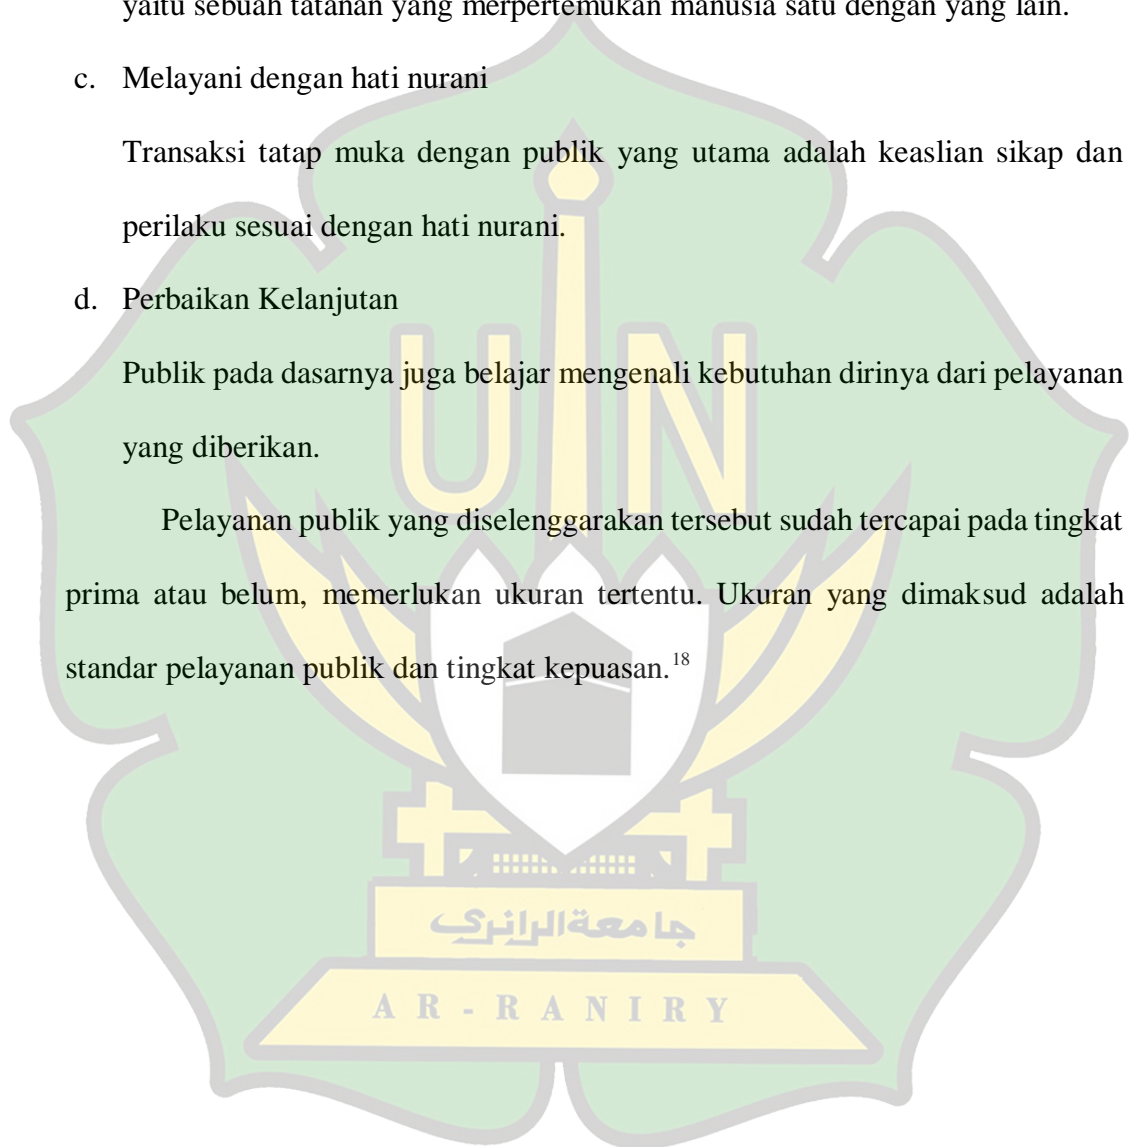 yaitu sebuah tatanan yang merpertemukan manusia satu dengan yang lain.
c. Melayani dengan hati nurani
Transaksi tatap muka dengan publik yang utama adalah keaslian sikap dan
perilaku sesuai dengan hati nurani.
d. Perbaikan Kelanjutan
Publik pada dasarnya juga belajar mengenali kebutuhan dirinya dari pelayanan
yang diberikan.
Pelayanan publik yang diselenggarakan tersebut sudah tercapai pada tingkat
prima atau belum, memerlukan ukuran tertentu. Ukuran yang dimaksud adalah
standar pelayanan publik dan tingkat kepuasan.18
UIN
جامعة الرانري
AR-RANIRY